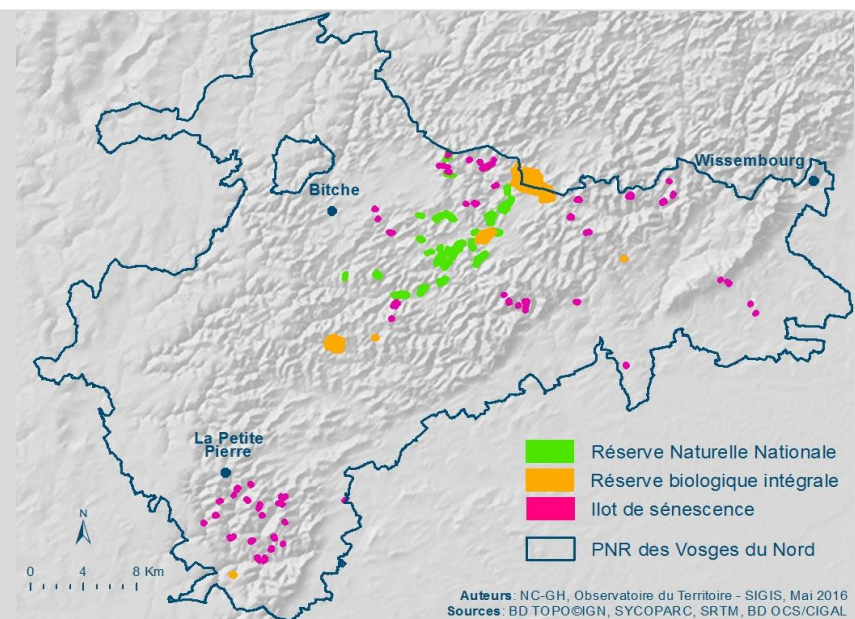 Wissembourg
Bitche
La Petite
Pierre
Réserve Naturelle Nationale
Réserve biologique intégrale
Ilot de sénescence
PNR des Vosges du Nord
N
0 4 8 Km
Auteurs: NC-GH, Observatoire du Territoire - SIGIS, Mai 2016
Sources: BD TOPO©IGN, SYCOPARC, SRTM, BD OCS/CIGAL